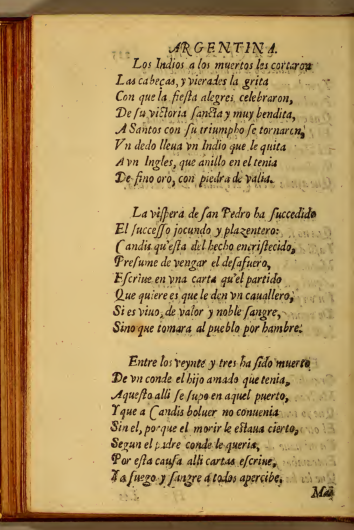 ARGENTINA.
Los Indios a los muertos les cortaron
Las cabeças, y vierades la grita
Con que la fiesta alegres celebraron,
De su victoria sancta y muy bendita,
A Santos con su triumpho se tornaron,
Vn dedo lleua vn Indio que le quita
A vn Ingles, que anillo en el tenia
De fino oro, con piedra de valia.
La vispera de san Pedro ha succedido
El successo jocundo y plazentero:
Candis qu'esta del hecho encristecido,
Presume de vengar el desafuero,
Escriue en vna carta qu'el partido
Que quiere es que le den vn cauallero,
Si es viuo, de valor y noble sangre,
Sino que tomara al pueblo por hambre.
Entre los veynte y tres ha sido muerto
De vn conde el hijo amado que tenia,
Aquesto alli se supo en aquel puerto,
Y que a Candis boluer no conuenia
Sin el, porque el morir le estaua cierto,
Segun el padre conde le queria,
Por esta causa alli cartas escriue,
Y a fuego y sangre a todos apercibe.
Mas